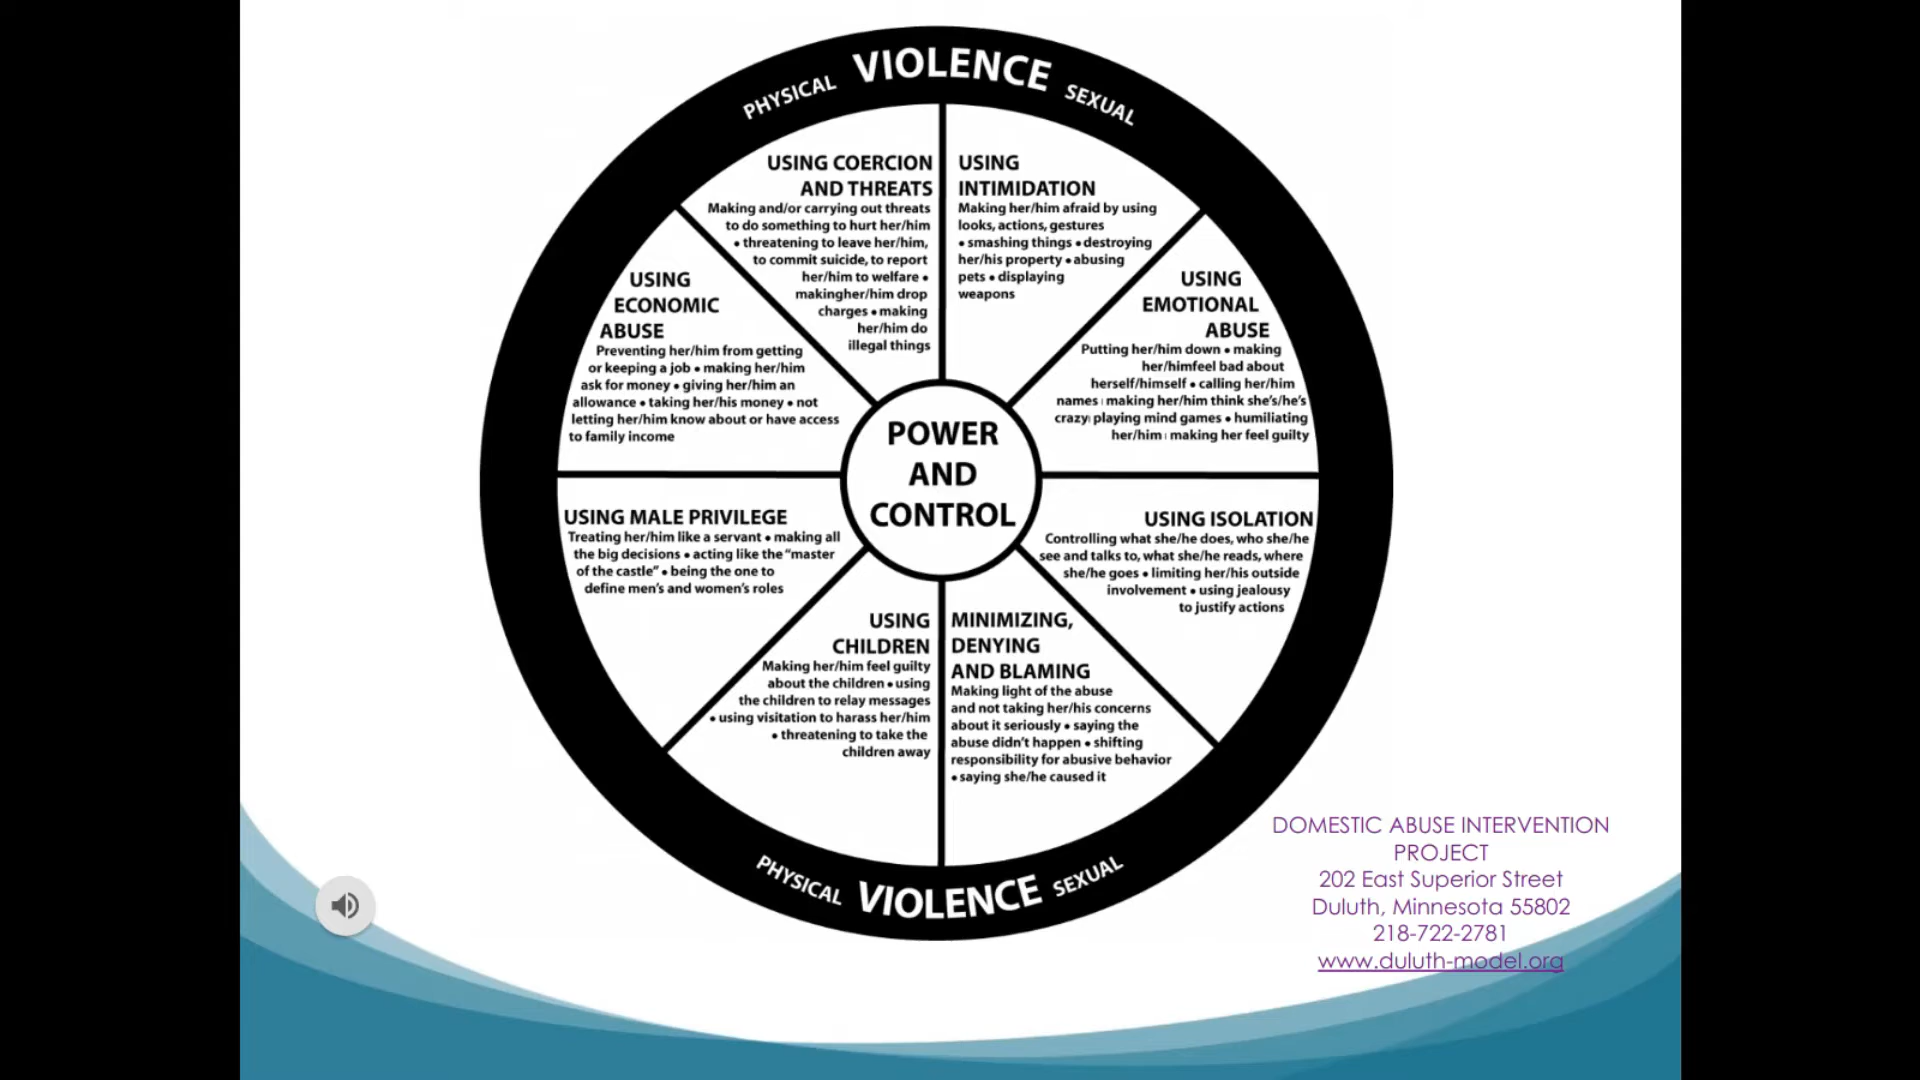 PHYSICAL VIOLENCE SEXUAL
USING COERCION
AND THREATS
Making and/or carrying out threats
to do something to hurt her/him
• threatening to leave her/him,
to commit suicide, to report
her/him to welfare •
makingher/him drop
charges • making
her/him do
illegal things
USING
INTIMIDATION
Making her/him afraid by using
looks, actions, gestures
• smashing things • destroying
her/his property • abusing
pets • displaying
weapons
USING
ECONOMIC
ABUSE
Preventing her/him from getting
or keeping a job • making her/him
ask for money • giving her/him an
allowance • taking her/his money • not
letting her/him know about or have access
to family income
USING
EMOTIONAL
ABUSE
Putting her/him down • making
her/himfeel bad about
herself/himself • calling her/him
names making her/him think she's/he's
crazy playing mind games • humiliating
her/him making her feel guilty
POWER
AND
CONTROL
USING MALE PRIVILEGE
Treating her/him like a servant • making all
the big decisions • acting like the “master
of the castle” • being the one to
define men's and women's roles
USING ISOLATION
Controlling what she/he does, who she/he
see and talks to, what she/he reads, where
she/he goes • limiting her/his outside
involvement • using jealousy
to justify actions
USING
CHILDREN
Making her/him feel guilty
about the children • using
the children to relay messages
• using visitation to harass her/him
• threatening to take the
children away
MINIMIZING,
DENYING
AND BLAMING
Making light of the abuse
and not taking her/his concerns
about it seriously • saying the
abuse didn't happen • shifting
responsibility for abusive behavior
• saying she/he caused it
PHYSICAL VIOLENCE SEXUAL
DOMESTIC ABUSE INTERVENTION
PROJECT
202 East Superior Street
Duluth, Minnesota 55802
218-722-2781
www.duluth-model.org